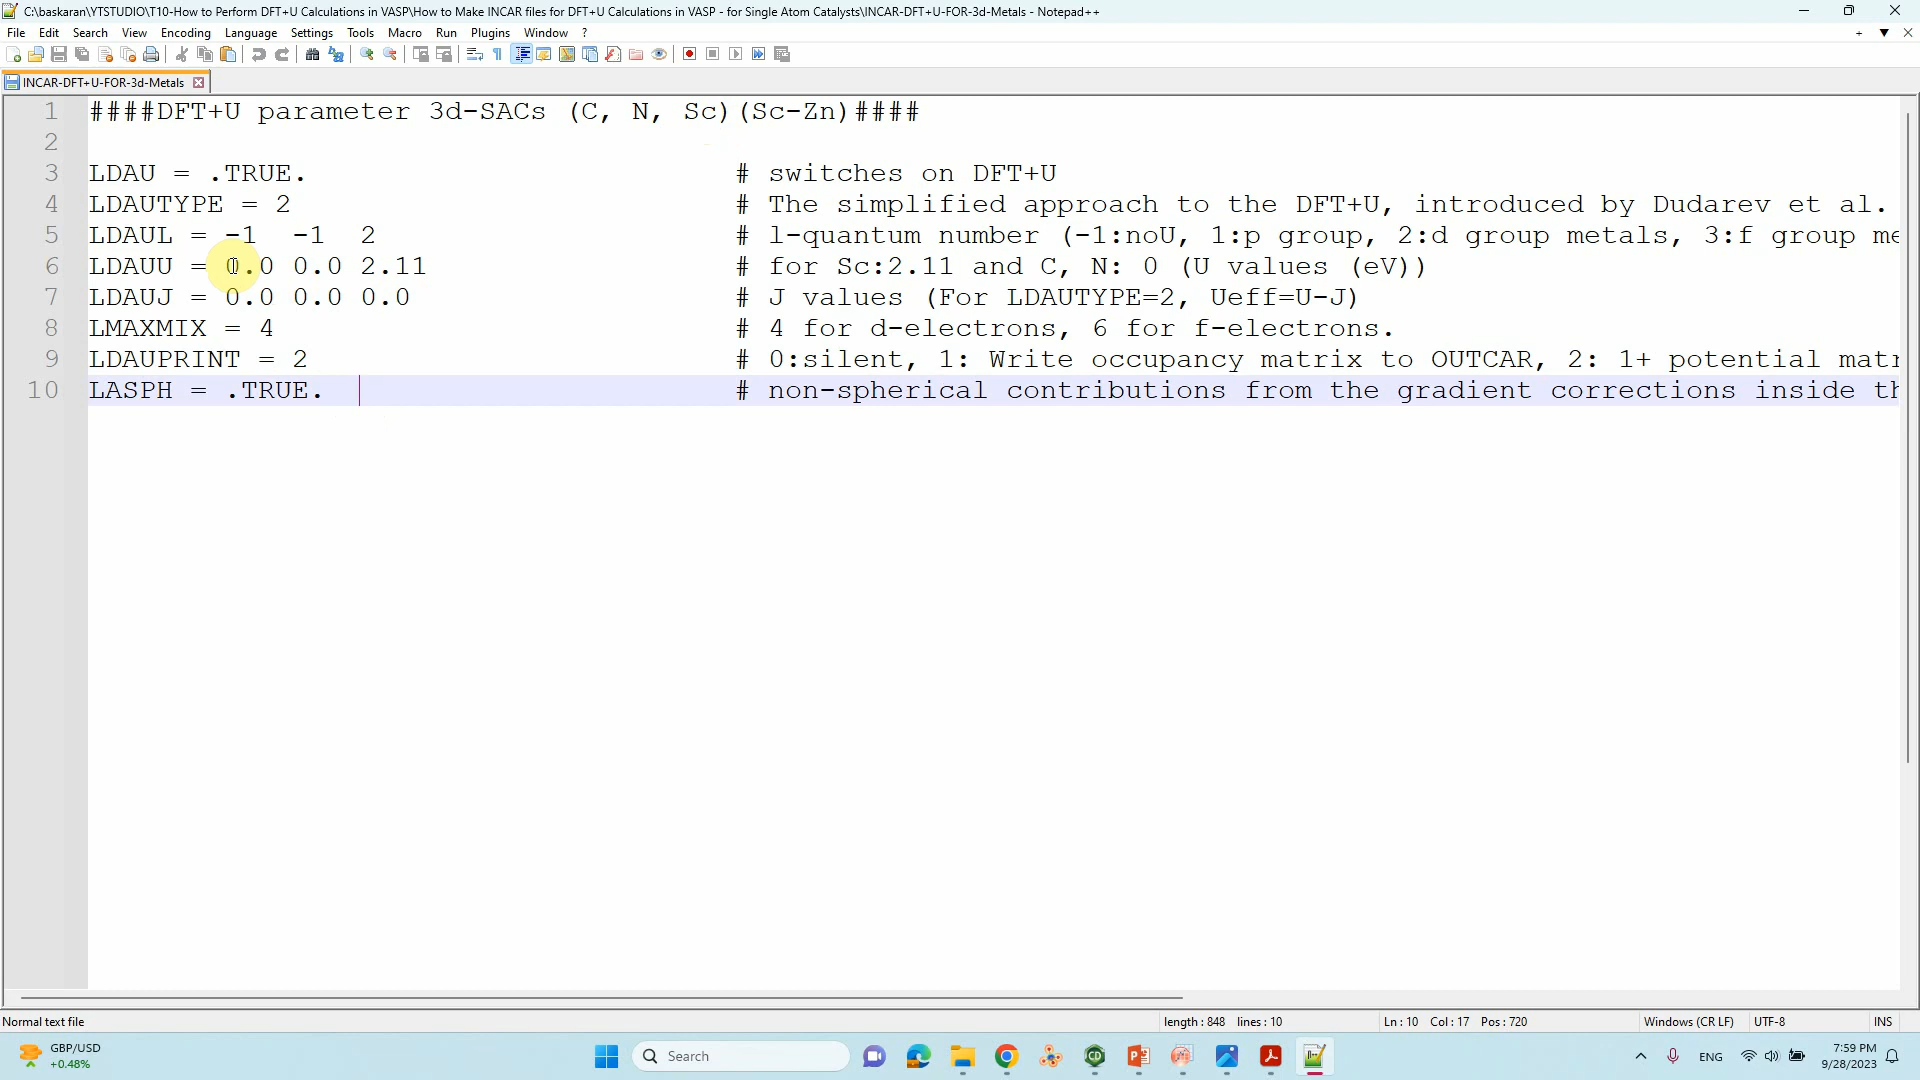 C:\baskaran\YTSTUDIO\T10-How to Perform DFT+U Calculations in VASP\How to Make INCAR files for DFT+U Calculations in VASP - for Single Atom Catalysts\INCAR-DFT+U-FOR-3d-Metals - Notepad++
File Edit Search View Encoding Language Settings Tools Macro Run Plugins Window ?
INCAR-DFT+U-FOR-3d-Metals
1 ####DFT+U parameter 3d-SACs (C, N, Sc)(Sc-Zn)####
2
3 LDAU = .TRUE. # switches on DFT+U
4 LDAUTYPE = 2 # The simplified approach to the DFT+U, introduced by Dudarev et al.
5 LDAUL = -1 -1 2 # l-quantum number (-1:noU, 1:p group, 2:d group metals, 3:f group me
6 LDAUU = 0.0 0.0 2.11 # for Sc:2.11 and C, N: 0 (U values (eV))
7 LDAUJ = 0.0 0.0 0.0 # J values (For LDAUTYPE=2, Ueff=U-J)
8 LMAXMIX = 4 # 4 for d-electrons, 6 for f-electrons.
9 LDAUPRINT = 2 # 0:silent, 1: Write occupancy matrix to OUTCAR, 2: 1+ potential matr
10 LASPH = .TRUE. # non-spherical contributions from the gradient corrections inside th
Normal text file length : 848 lines : 10 Ln : 10 Col : 17 Pos : 720 Windows (CR LF) UTF-8 INS
GBP/USD
+0.48%
Search
CD
ENG
7:59 PM
9/28/2023